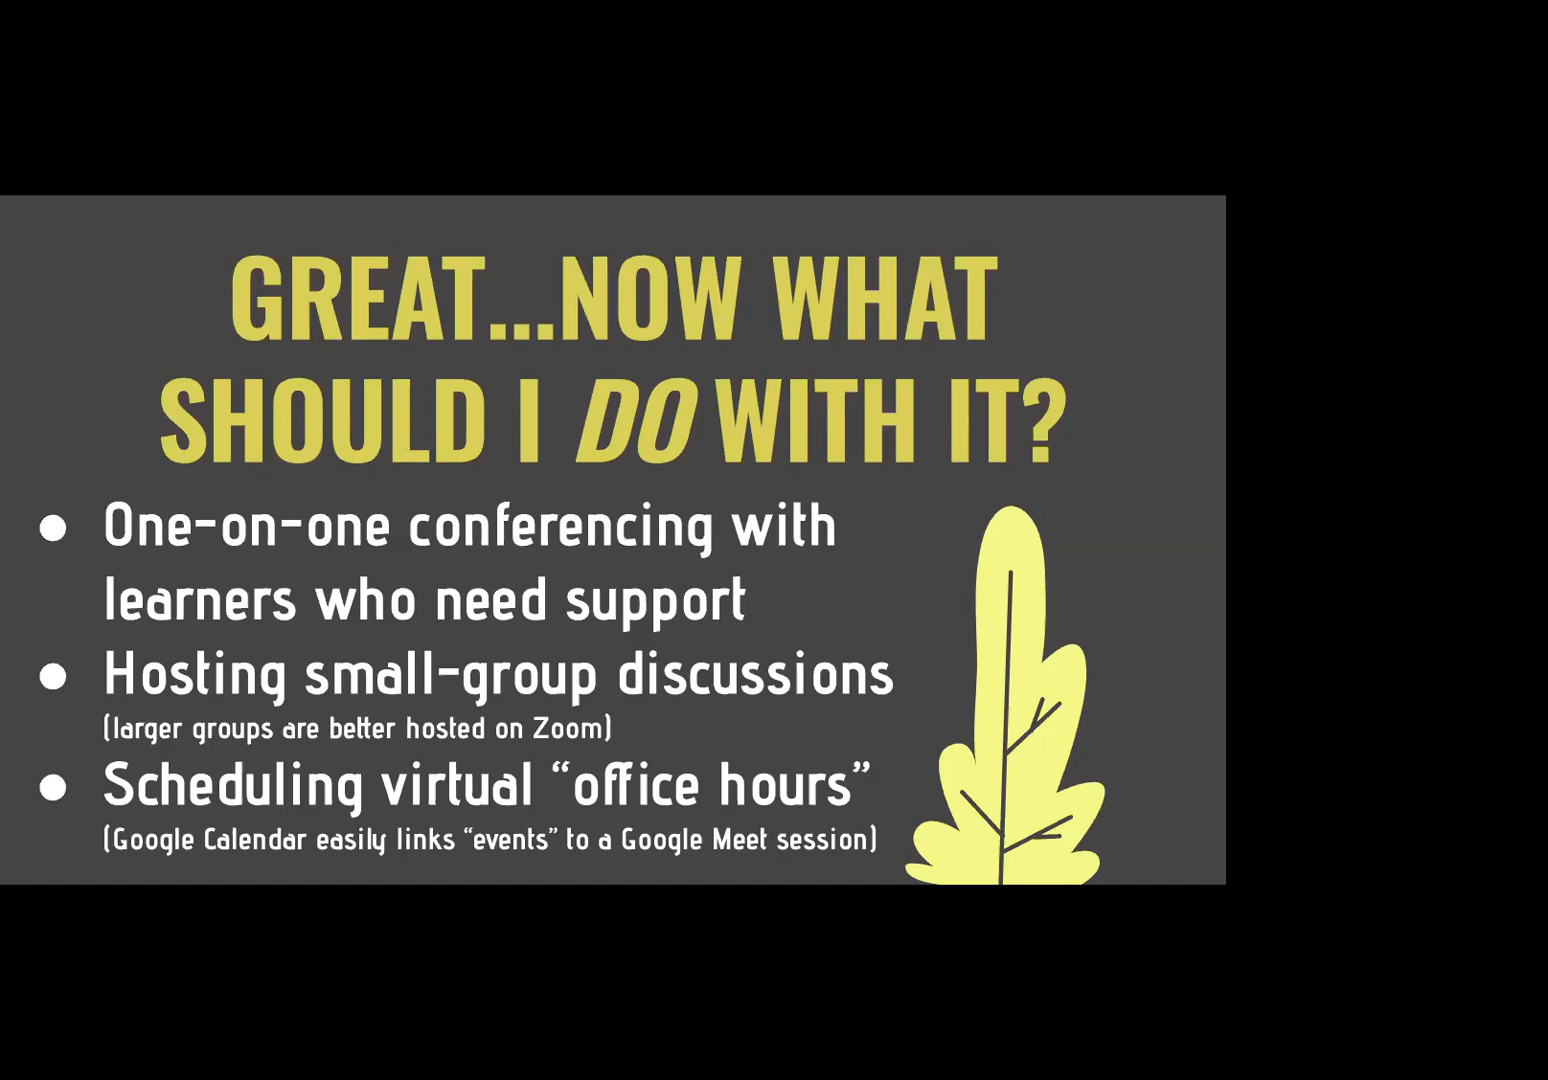 GREAT...NOW WHAT
SHOULD I DO WITH IT?
● One-on-one conferencing with
learners who need support
● Hosting small-group discussions
(larger groups are better hosted on Zoom)
● Scheduling virtual “office hours”
(Google Calendar easily links “events” to a Google Meet session)